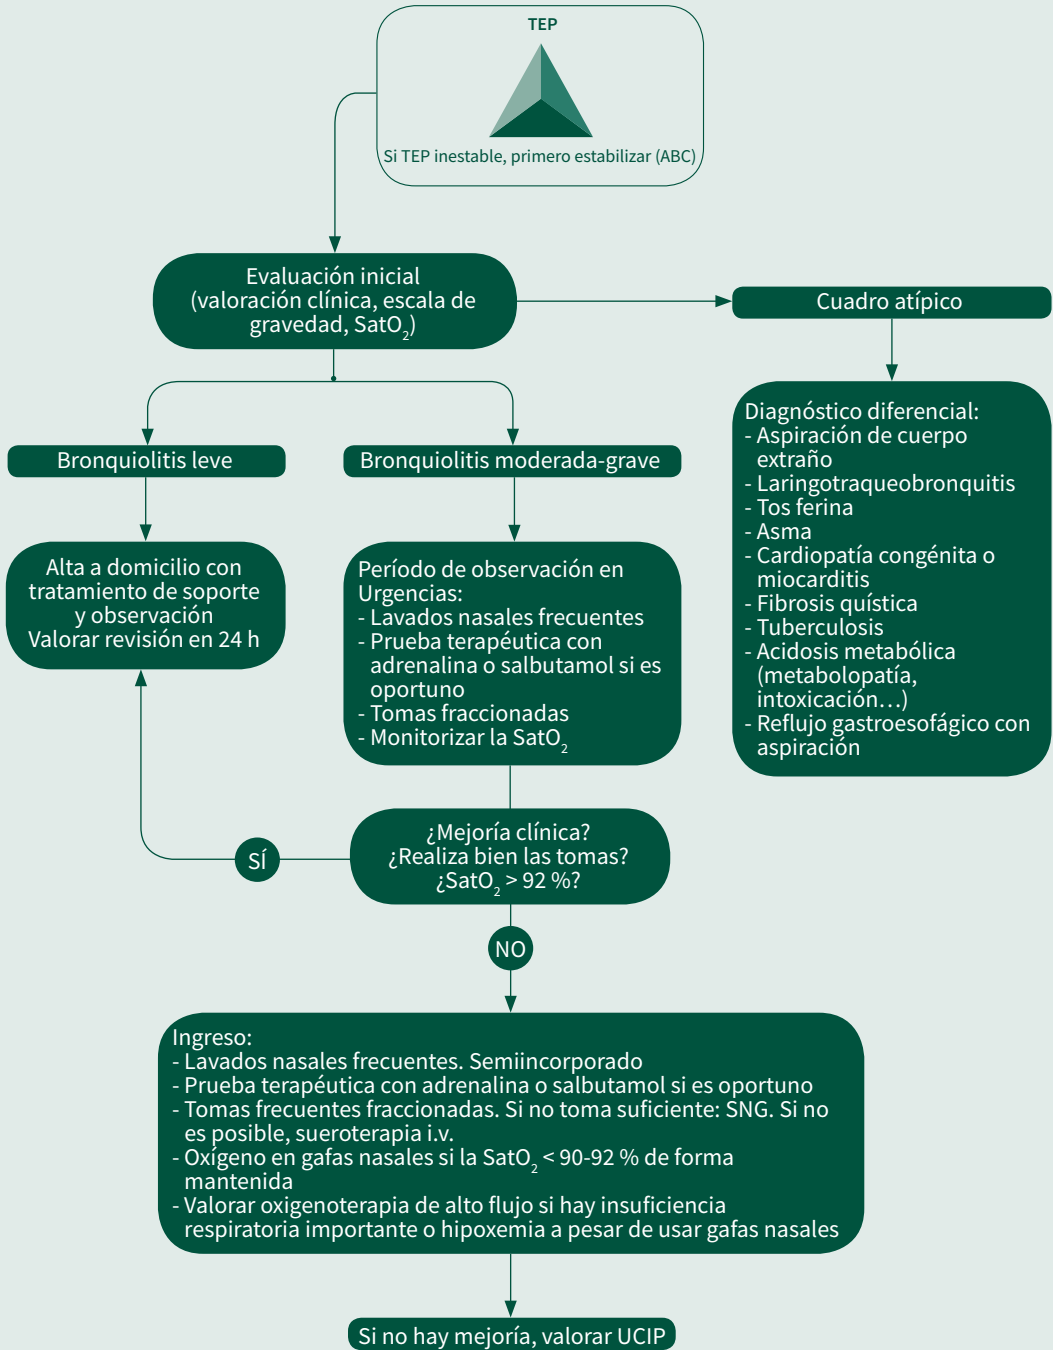 TEP
Si TEP inestable, primero estabilizar (ABC)
Evaluación inicial
(valoración clínica, escala de
gravedad, SatO₂)
Cuadro atípico
Diagnóstico diferencial:
- Aspiración de cuerpo
extraño
- Laringotraqueobronquitis
- Tos ferina
- Asma
- Cardiopatía congénita o
miocarditis
- Fibrosis quística
- Tuberculosis
- Acidosis metabólica
(metabolopatía,
intoxicación…)
- Reflujo gastroesofágico con
aspiración
Bronquiolitis leve
Alta a domicilio con
tratamiento de soporte
y observación
Valorar revisión en 24 h
Bronquiolitis moderada-grave
Período de observación en
Urgencias:
- Lavados nasales frecuentes
- Prueba terapéutica con
adrenalina o salbutamol si es
oportuno
- Tomas fraccionadas
- Monitorizar la SatO₂
¿Mejoría clínica?
¿Realiza bien las tomas?
¿SatO₂ > 92 %?
SÍ
NO
Ingreso:
- Lavados nasales frecuentes. Semiincorporado
- Prueba terapéutica con adrenalina o salbutamol si es oportuno
- Tomas frecuentes fraccionadas. Si no toma suficiente: SNG. Si no
es posible, sueroterapia i.v.
- Oxígeno en gafas nasales si la SatO₂ < 90-92 % de forma
mantenida
- Valorar oxigenoterapia de alto flujo si hay insuficiencia
respiratoria importante o hipoxemia a pesar de usar gafas nasales
Si no hay mejoría, valorar UCIP